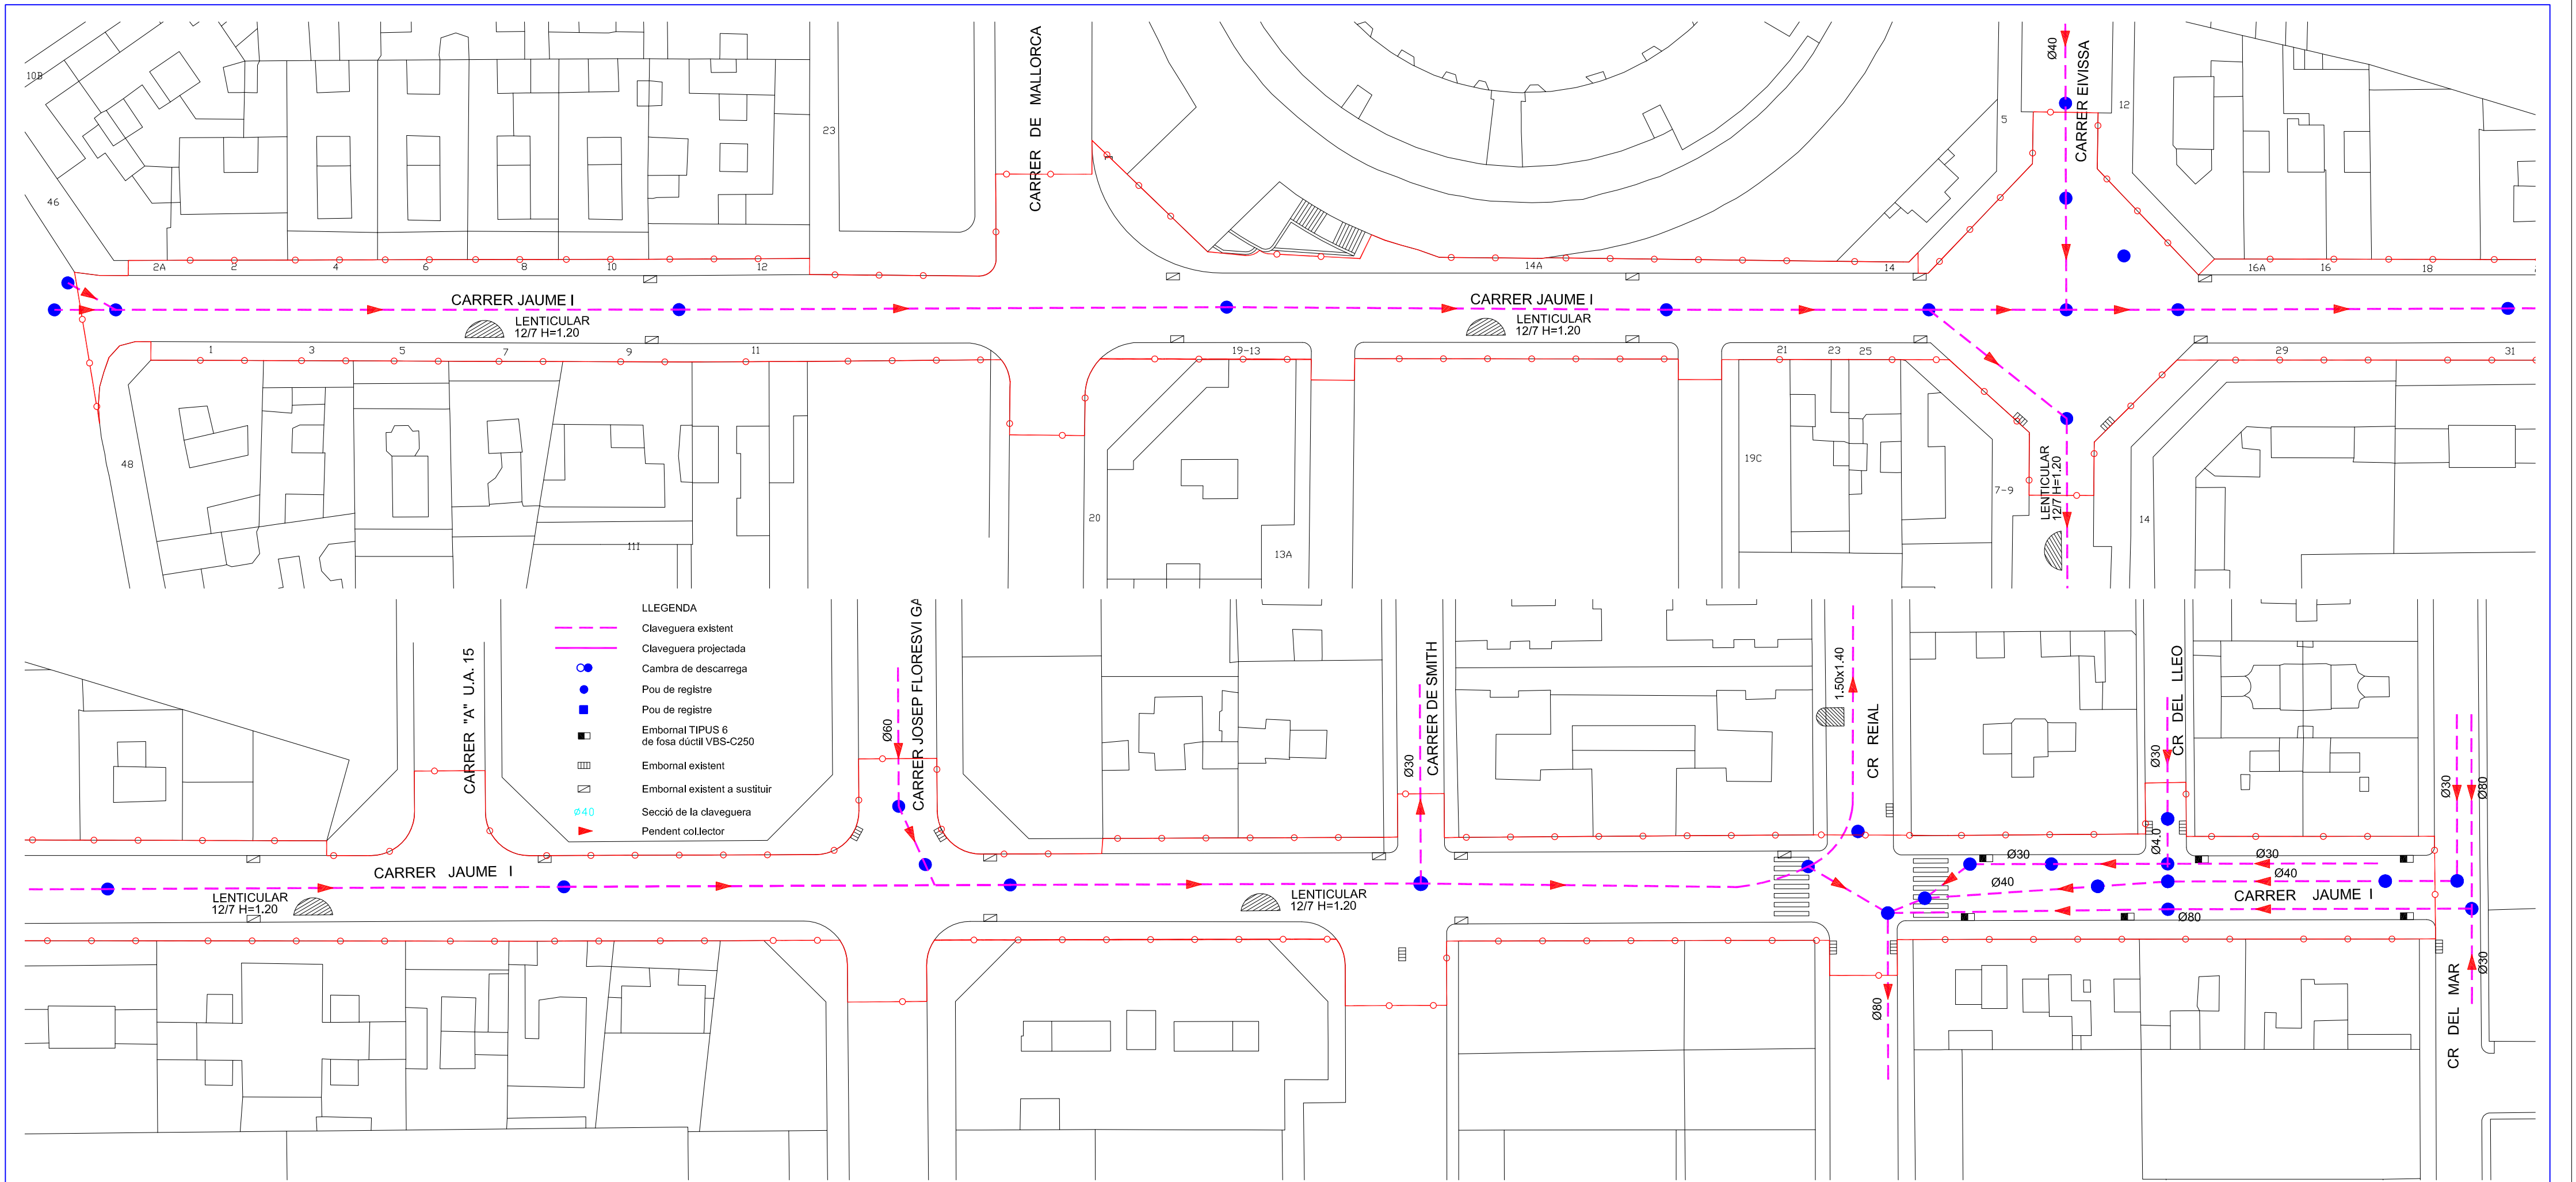 10B
46
2A
2
4
6
8
10
12
23
CARRER DE MALLORCA
14A
14
5
Ø40
CARRER EIVISSA
12
16A
16
18
CARRER JAUME I
LENTICULAR
12/7 H=1.20
CARRER JAUME I
LENTICULAR
12/7 H=1.20
1
3
5
7
9
11
19-13
21
23
25
29
31
48
11I
20
13A
19C
7-9
LENTICULAR
12/7 H=1.20
14
CARRER "A" U.A. 15
LLEGENDA
Claveguera existent
Claveguera projectada
Cambra de descarrega
Pou de registre
Pou de registre
Embornal TIPUS 6
de fosa dúctil VBS-C250
Embornal existent
Embornal existent a sustituir
Ø40
Secció de la claveguera
Pendent col.lector
Ø60
CARRER JOSEP FLORESVI GA
Ø30
CARRER DE SMITH
1.50x1.40
CR REIAL
Ø30
CR DEL LLEO
Ø30
Ø80
CARRER JAUME I
LENTICULAR
12/7 H=1.20
LENTICULAR
12/7 H=1.20
Ø30
Ø4.0
Ø30
Ø40
Ø40
CARRER JAUME I
Ø80
Ø80
CR DEL MAR
Ø30